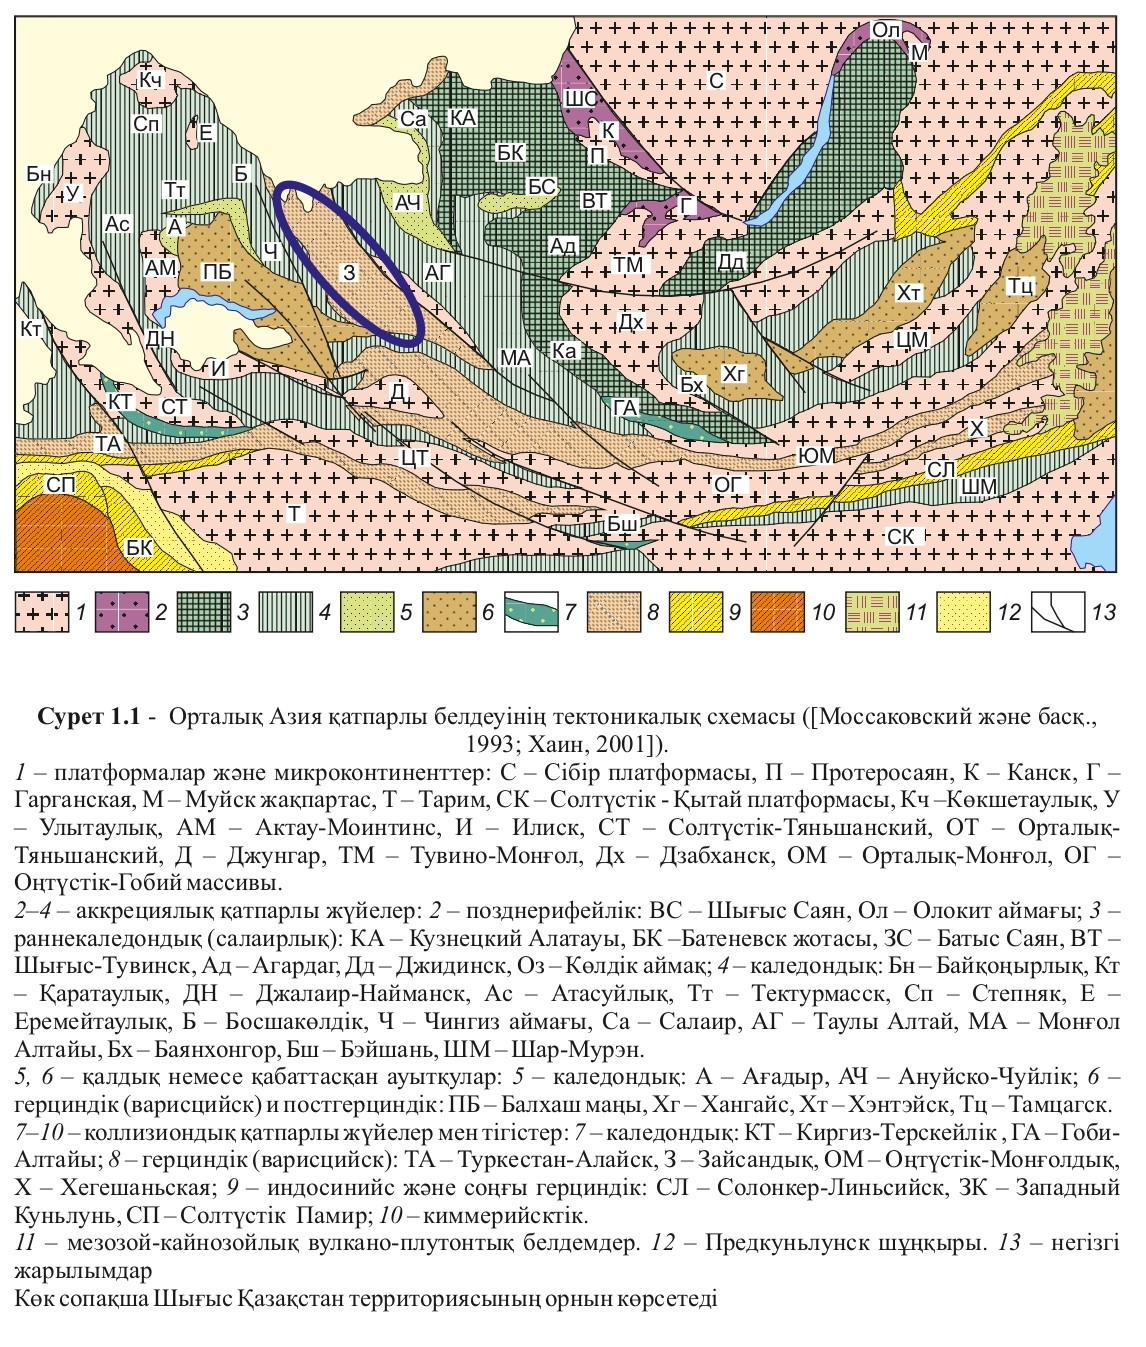 Ол
М
С
Кч
ШС
Са
КА
Сп
Е
К
БК
П
Бн
Б
У
Тт
БС
АЧ
ВТ
Г
Ас
А
Ад
Ч
АМ
ПБ
З
АГ
ТМ
Дд
Тц
Хт
Кт
Дх
ДН
ЦМ
МА
Ка
И
Хг
Д
Бх
КТ
СТ
ГА
Х
ТА
ЦТ
ЮМ
СЛ
СП
ОГ
ШМ
Т
Бш
БК
СК
1 2 3 4 5 6 7 8 9 10 11 12 13
Сурет 1.1 - Орталық Азия қатпарлы белдеуінің тектоникалық схемасы ([Моссаковский және басқ.,
1993; Хаин, 2001]).
1 – платформалар және микроконтиненттер: С – Сібір платформасы, П – Протеросаян, К – Канск, Г –
Гарганская, М – Муйск жақпартас, Т – Тарим, СК – Солтүстік - Қытай платформасы, Кч –Көкшетаулық, У
– Улытаулық, АМ – Актау-Моинтинс, И – Илиск, СТ – Солтүстік-Тяньшанский, ОТ – Орталық-
Тяньшанский, Д – Джунгар, ТМ – Тувино-Монғол, Дх – Дзабханск, ОМ – Орталық-Монғол, ОГ –
Оңтүстік-Гобий массивы.
2–4 – аккрециялық қатпарлы жүйелер: 2 – позднерифейлік: ВС – Шығыс Саян, Ол – Олокит аймағы; 3 –
раннекаледондық (салаирлық): КА – Кузнецкий Алатауы, БК –Батеневск жотасы, ЗС – Батыс Саян, ВТ –
Шығыс-Тувинск, Ад – Агардаг, Дд – Джидинск, Оз – Көлдік аймақ; 4 – каледондық: Бн – Байқоңырлық, Кт
– Қаратаулық, ДН – Джалаир-Найманск, Ас – Атасуйлық, Тт – Тектурмасск, Сп – Степняк, Е –
Еремейтаулық, Б – Босшакөлдік, Ч – Чингиз аймағы, Са – Салаир, АГ – Таулы Алтай, МА – Монғол
Алтайы, Бх – Баянхонгор, Бш – Бэйшань, ШМ – Шар-Мурэн.
5, 6 – қалдық немесе қабаттасқан ауытқулар: 5 – каледондық: А – Ағадыр, АЧ – Ануйско-Чуйлік; 6 –
герциндік (варисцийск) и постгерциндік: ПБ – Балхаш маңы, Хг – Хангайс, Хт – Хэнтэйск, Тц – Тамцагск.
7–10 – коллизиондық қатпарлы жүйелер мен тігістер: 7 – каледондық: КТ – Киргиз-Терскейлік , ГА – Гоби-
Алтайы; 8 – герциндік (варисцийск): ТА – Туркестан-Алайск, З – Зайсандық, ОМ – Оңтүстік-Монғолдық,
Х – Хегешаньская; 9 – индосинийс және соңғы герциндік: СЛ – Солонкер-Линьсийск, ЗК – Западный
Куньлунь, СП – Солтүстік Памир; 10 – киммерийсктік.
11 – мезозой-кайнозойлық вулкано-плутонтық белдемдер. 12 – Предкуньлунск шұңқыры. 13 – негізгі
жарылымдар
Көк сопақша Шығыс Қазақстан территориясының орнын көрсетеді